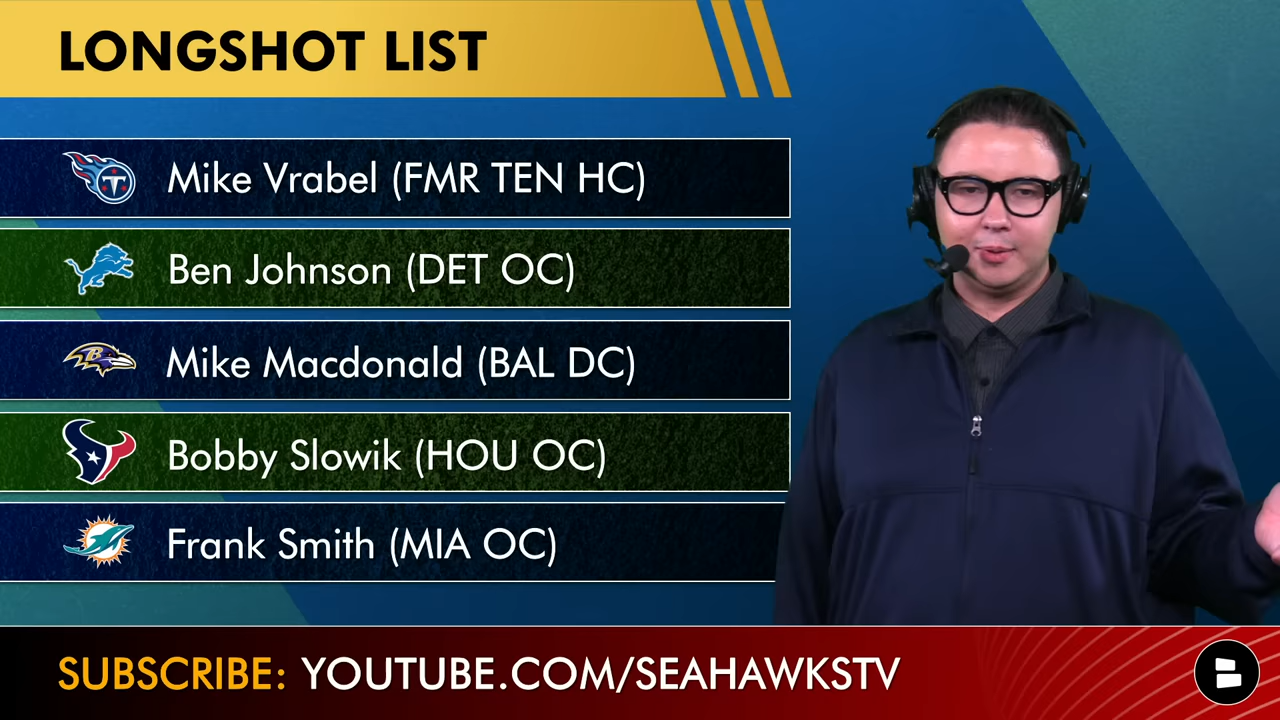 LONGSHOT LIST
Mike Vrabel (FMR TEN HC)
Ben Johnson (DET OC)
Mike Macdonald (BAL DC)
Bobby Slowik (HOU OC)
Frank Smith (MIA OC)
SUBSCRIBE: YOUTUBE.COM/SEAHAWKSTV